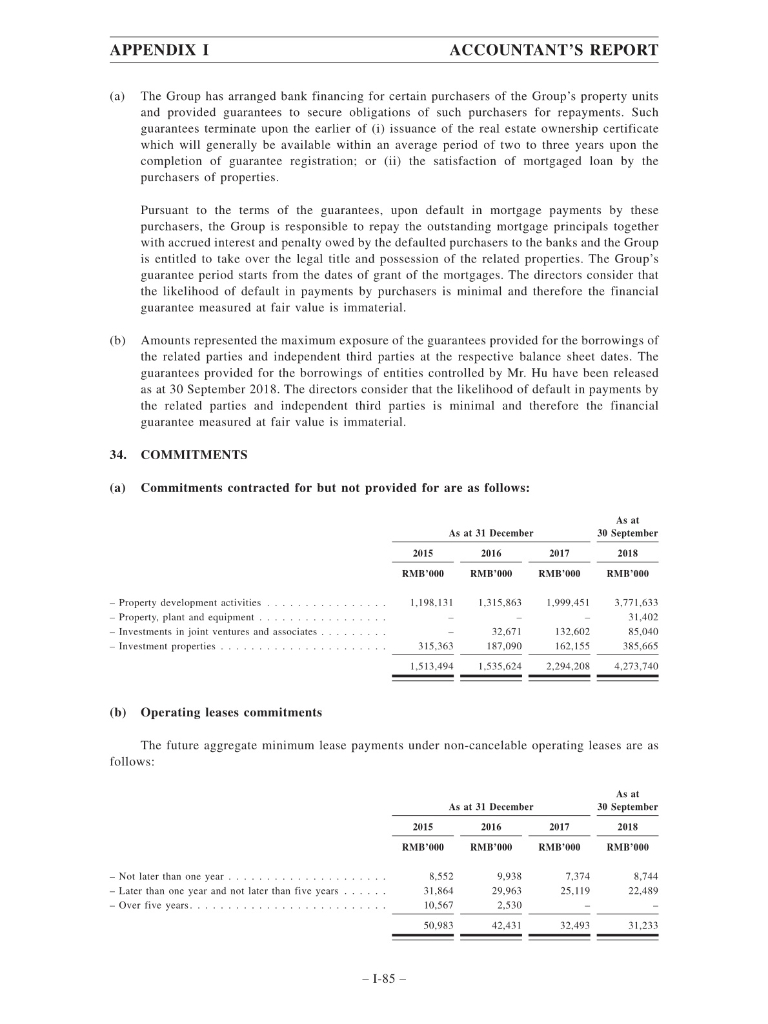 APPENDIX I ACCOUNTANT'S REPORT
(a) The Group has arranged bank financing for certain purchasers of the Group's property units
and provided guarantees to secure obligations of such purchasers for repayments. Such
guarantees terminate upon the earlier of (i) issuance of the real estate ownership certificate
which will generally be available within an average period of two to three years upon the
completion of guarantee registration; or (ii) the satisfaction of mortgaged loan by the
purchasers of properties.
Pursuant to the terms of the guarantees, upon default in mortgage payments by these
purchasers, the Group is responsible to repay the outstanding mortgage principals together
with accrued interest and penalty owed by the defaulted purchasers to the banks and the Group
is entitled to take over the legal title and possession of the related properties. The Group's
guarantee period starts from the dates of grant of the mortgages. The directors consider that
the likelihood of default in payments by purchasers is minimal and therefore the financial
guarantee measured at fair value is immaterial.
(b) Amounts represented the maximum exposure of the guarantees provided for the borrowings of
the related parties and independent third parties at the respective balance sheet dates. The
guarantees provided for the borrowings of entities controlled by Mr. Hu have been released
as at 30 September 2018. The directors consider that the likelihood of default in payments by
the related parties and independent third parties is minimal and therefore the financial
guarantee measured at fair value is immaterial.
34. COMMITMENTS
(a) Commitments contracted for but not provided for are as follows:
As at
As at 31 December 30 September
2015 2016 2017 2018
RMB'000 RMB'000 RMB'000 RMB'000
– Property development activities . . . . . . . . . . . . . . . . 1,198,131 1,315,863 1,999,451 3,771,633
– Property, plant and equipment . . . . . . . . . . . . . . . . . – – – 31,402
– Investments in joint ventures and associates . . . . . . . . . – 32,671 132,602 85,040
– Investment properties . . . . . . . . . . . . . . . . . . . . . . 315,363 187,090 162,155 385,665
1,513,494 1,535,624 2,294,208 4,273,740
(b) Operating leases commitments
The future aggregate minimum lease payments under non-cancelable operating leases are as
follows:
As at
As at 31 December 30 September
2015 2016 2017 2018
RMB'000 RMB'000 RMB'000 RMB'000
– Not later than one year . . . . . . . . . . . . . . . . . . . . . 8,552 9,938 7,374 8,744
– Later than one year and not later than five years . . . . . . 31,864 29,963 25,119 22,489
– Over five years. . . . . . . . . . . . . . . . . . . . . . . . . . 10,567 2,530 – –
50,983 42,431 32,493 31,233
– I-85 –